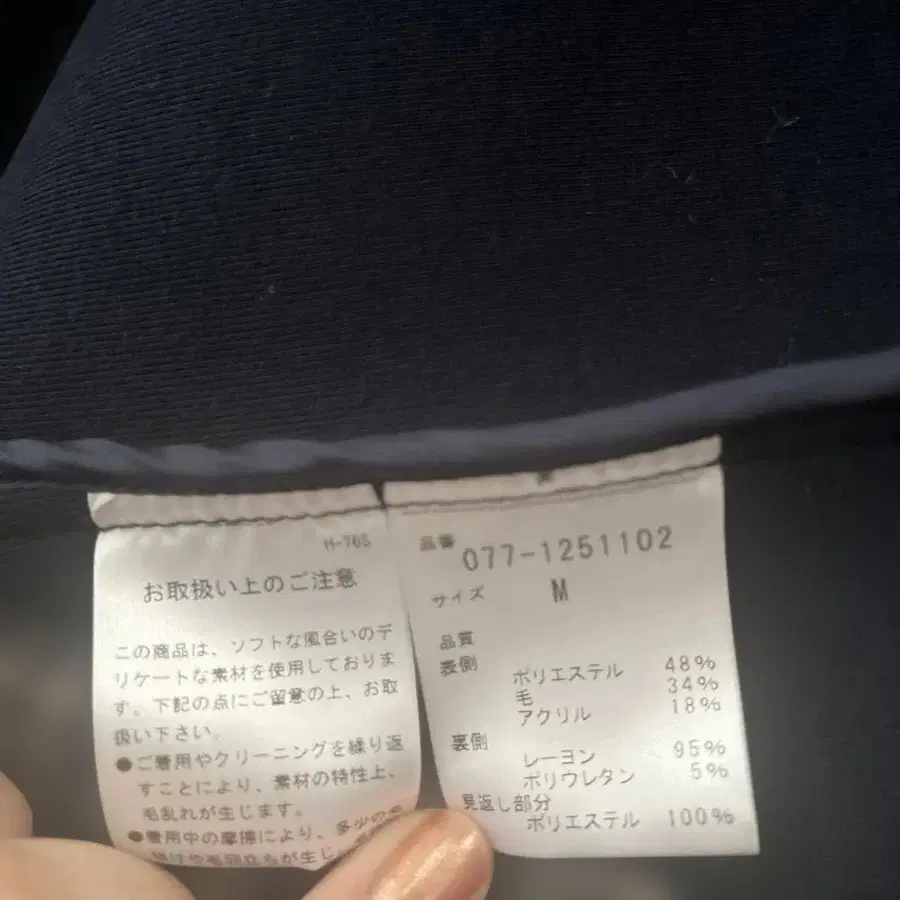 H-76S
お取扱い上のご注意
この商品は、ソフトな風合いのデ
リケートな素材を使用しておりま
す。下記の点にご留意の上、お取
扱い下さい。
●ご着用やクリーニングを繰り返
すことにより、素材の特性上、
毛乱れが生じます。
●着用中の摩擦により、多少の
品番 077-1251102
サイズ M
品質
表側
ポリエステル 48%
毛 34%
アクリル 18%
裏側
レーヨン 95%
ポリウレタン 5%
見返し部分
ポリエステル 100%